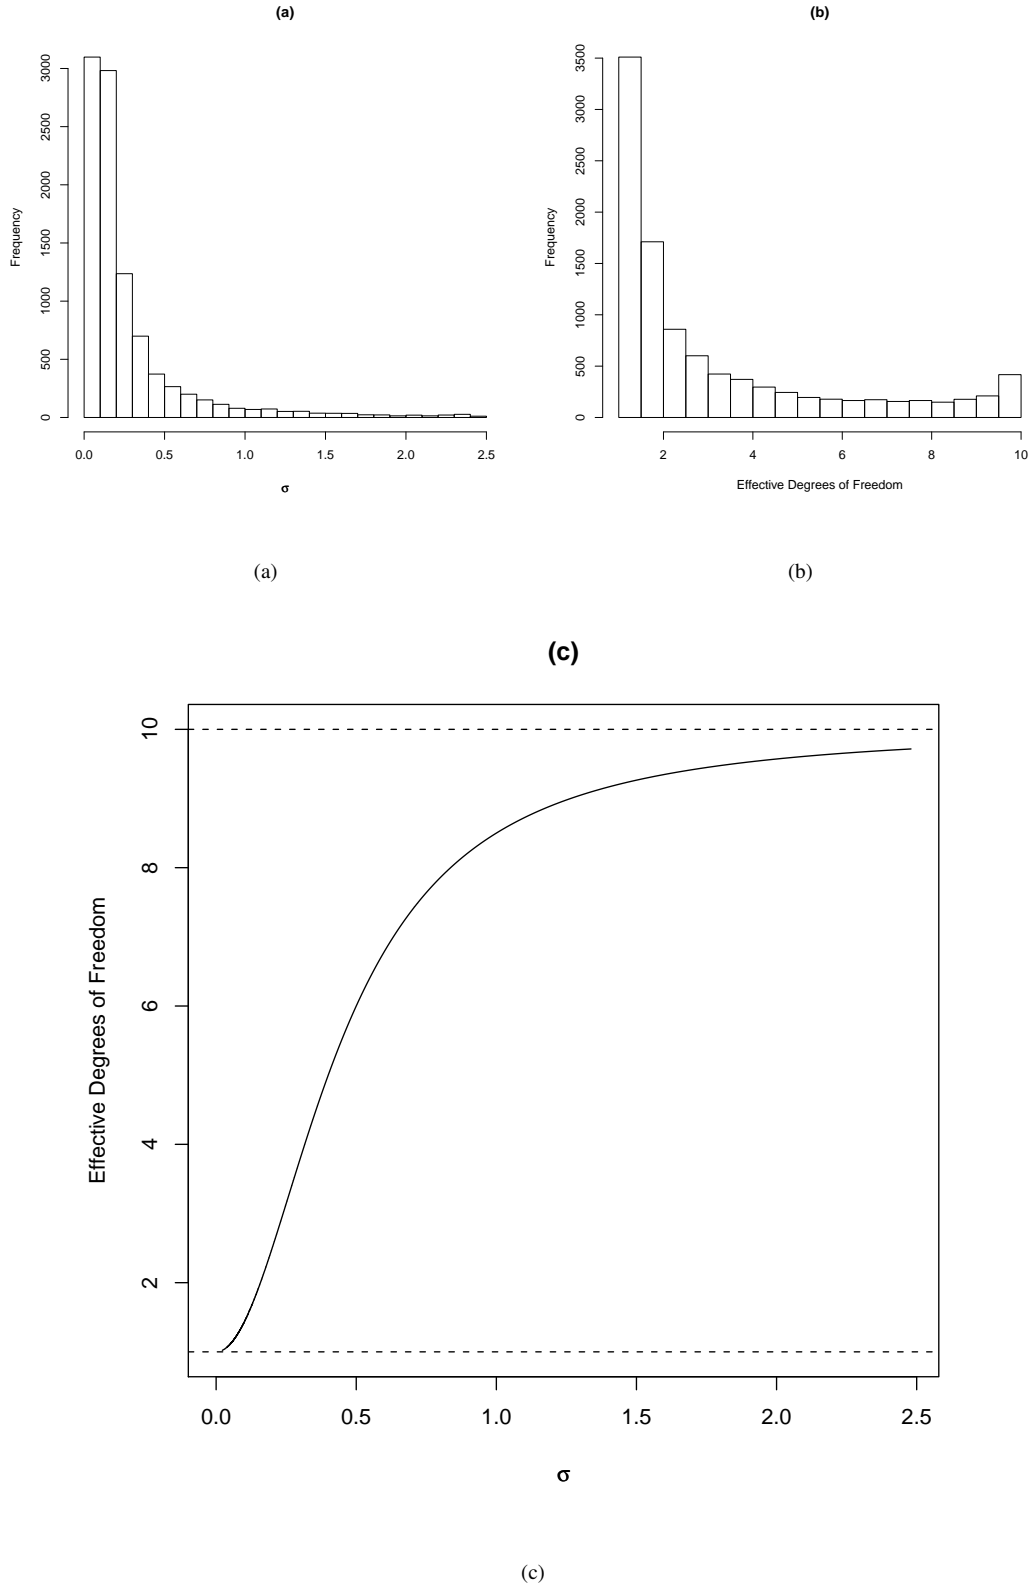 (a)
Frequency
3000
2500
2000
1500
1000
500
0
0.0 0.5 1.0 1.5 2.0 2.5
σ
(a)
(b)
Frequency
3500
3000
2500
2000
1500
1000
500
0
2 4 6 8 10
Effective Degrees of Freedom
(b)
(c)
Effective Degrees of Freedom
10
8
6
4
2
0.0 0.5 1.0 1.5 2.0 2.5
σ
(c)